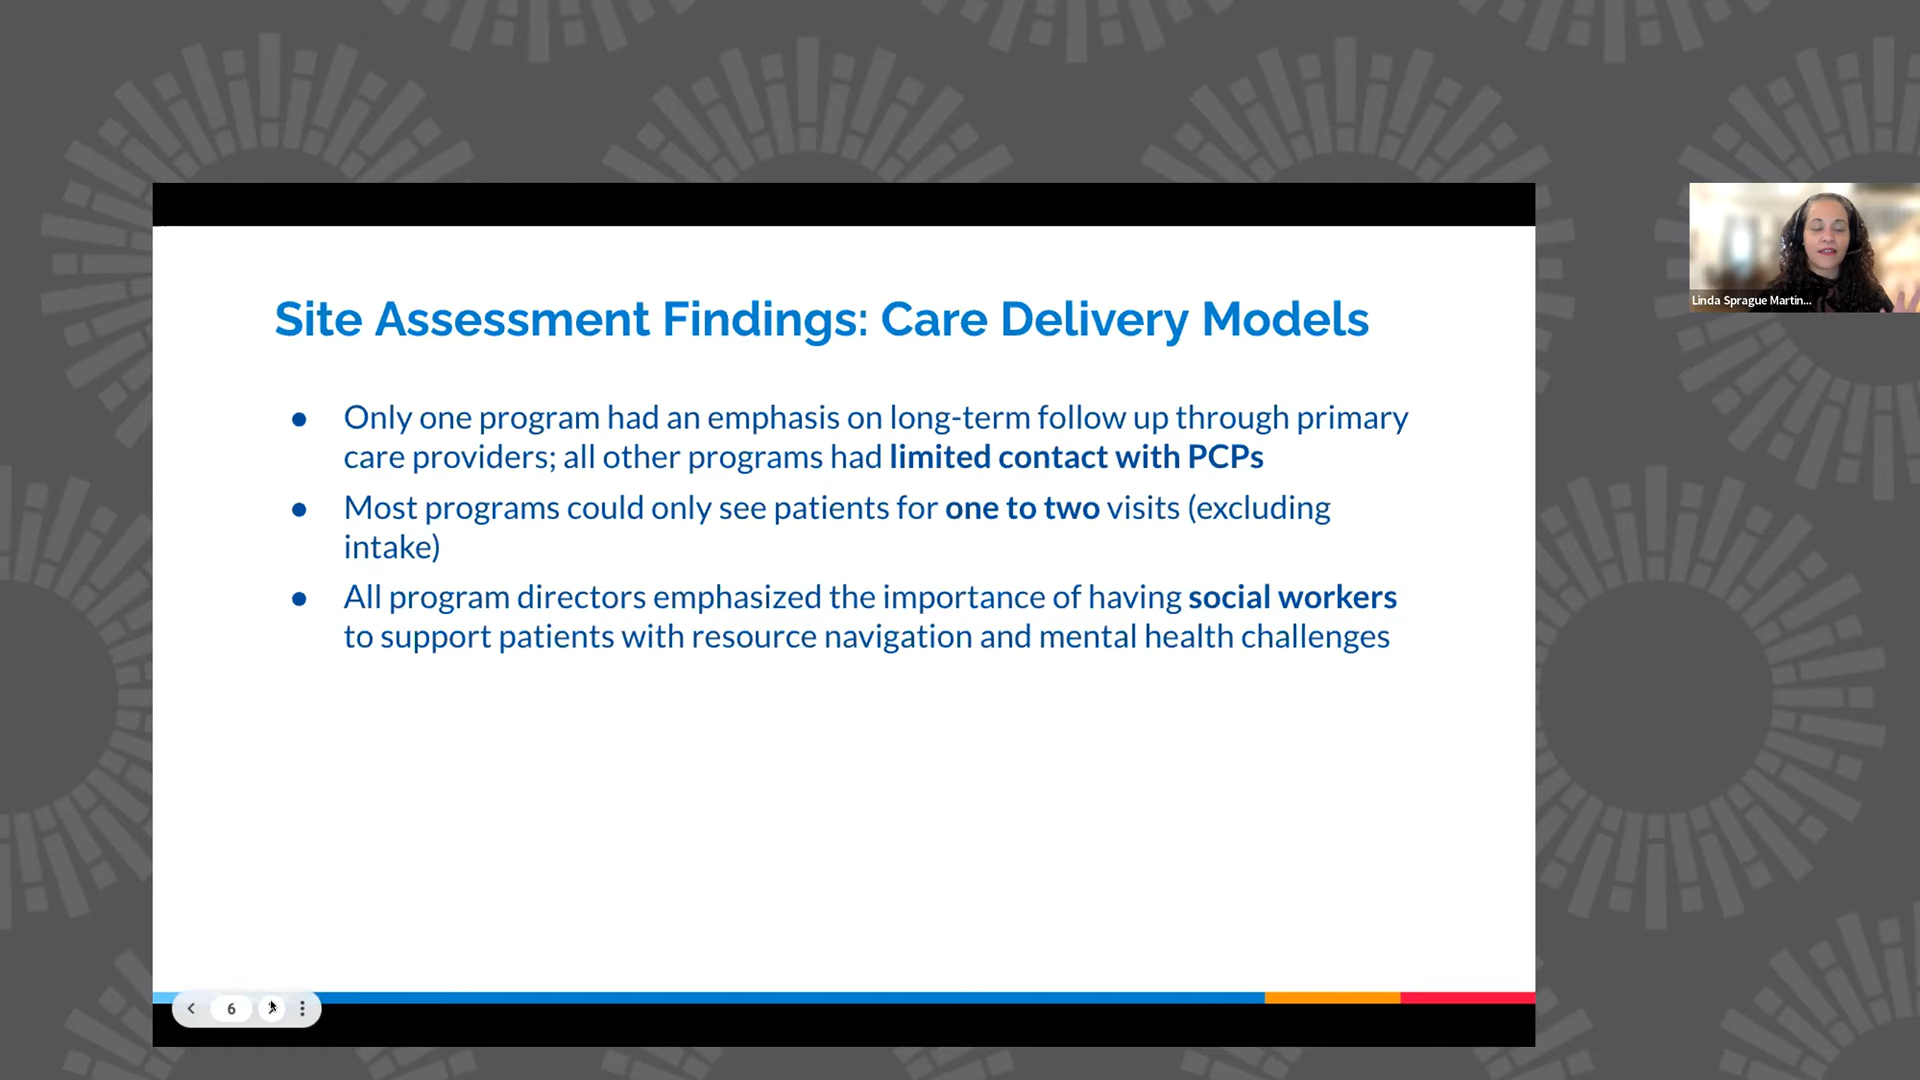 Site Assessment Findings: Care Delivery Models
● Only one program had an emphasis on long-term follow up through primary
care providers; all other programs had limited contact with PCPs
● Most programs could only see patients for one to two visits (excluding
intake)
● All program directors emphasized the importance of having social workers
to support patients with resource navigation and mental health challenges
Linda Sprague Martin...
6